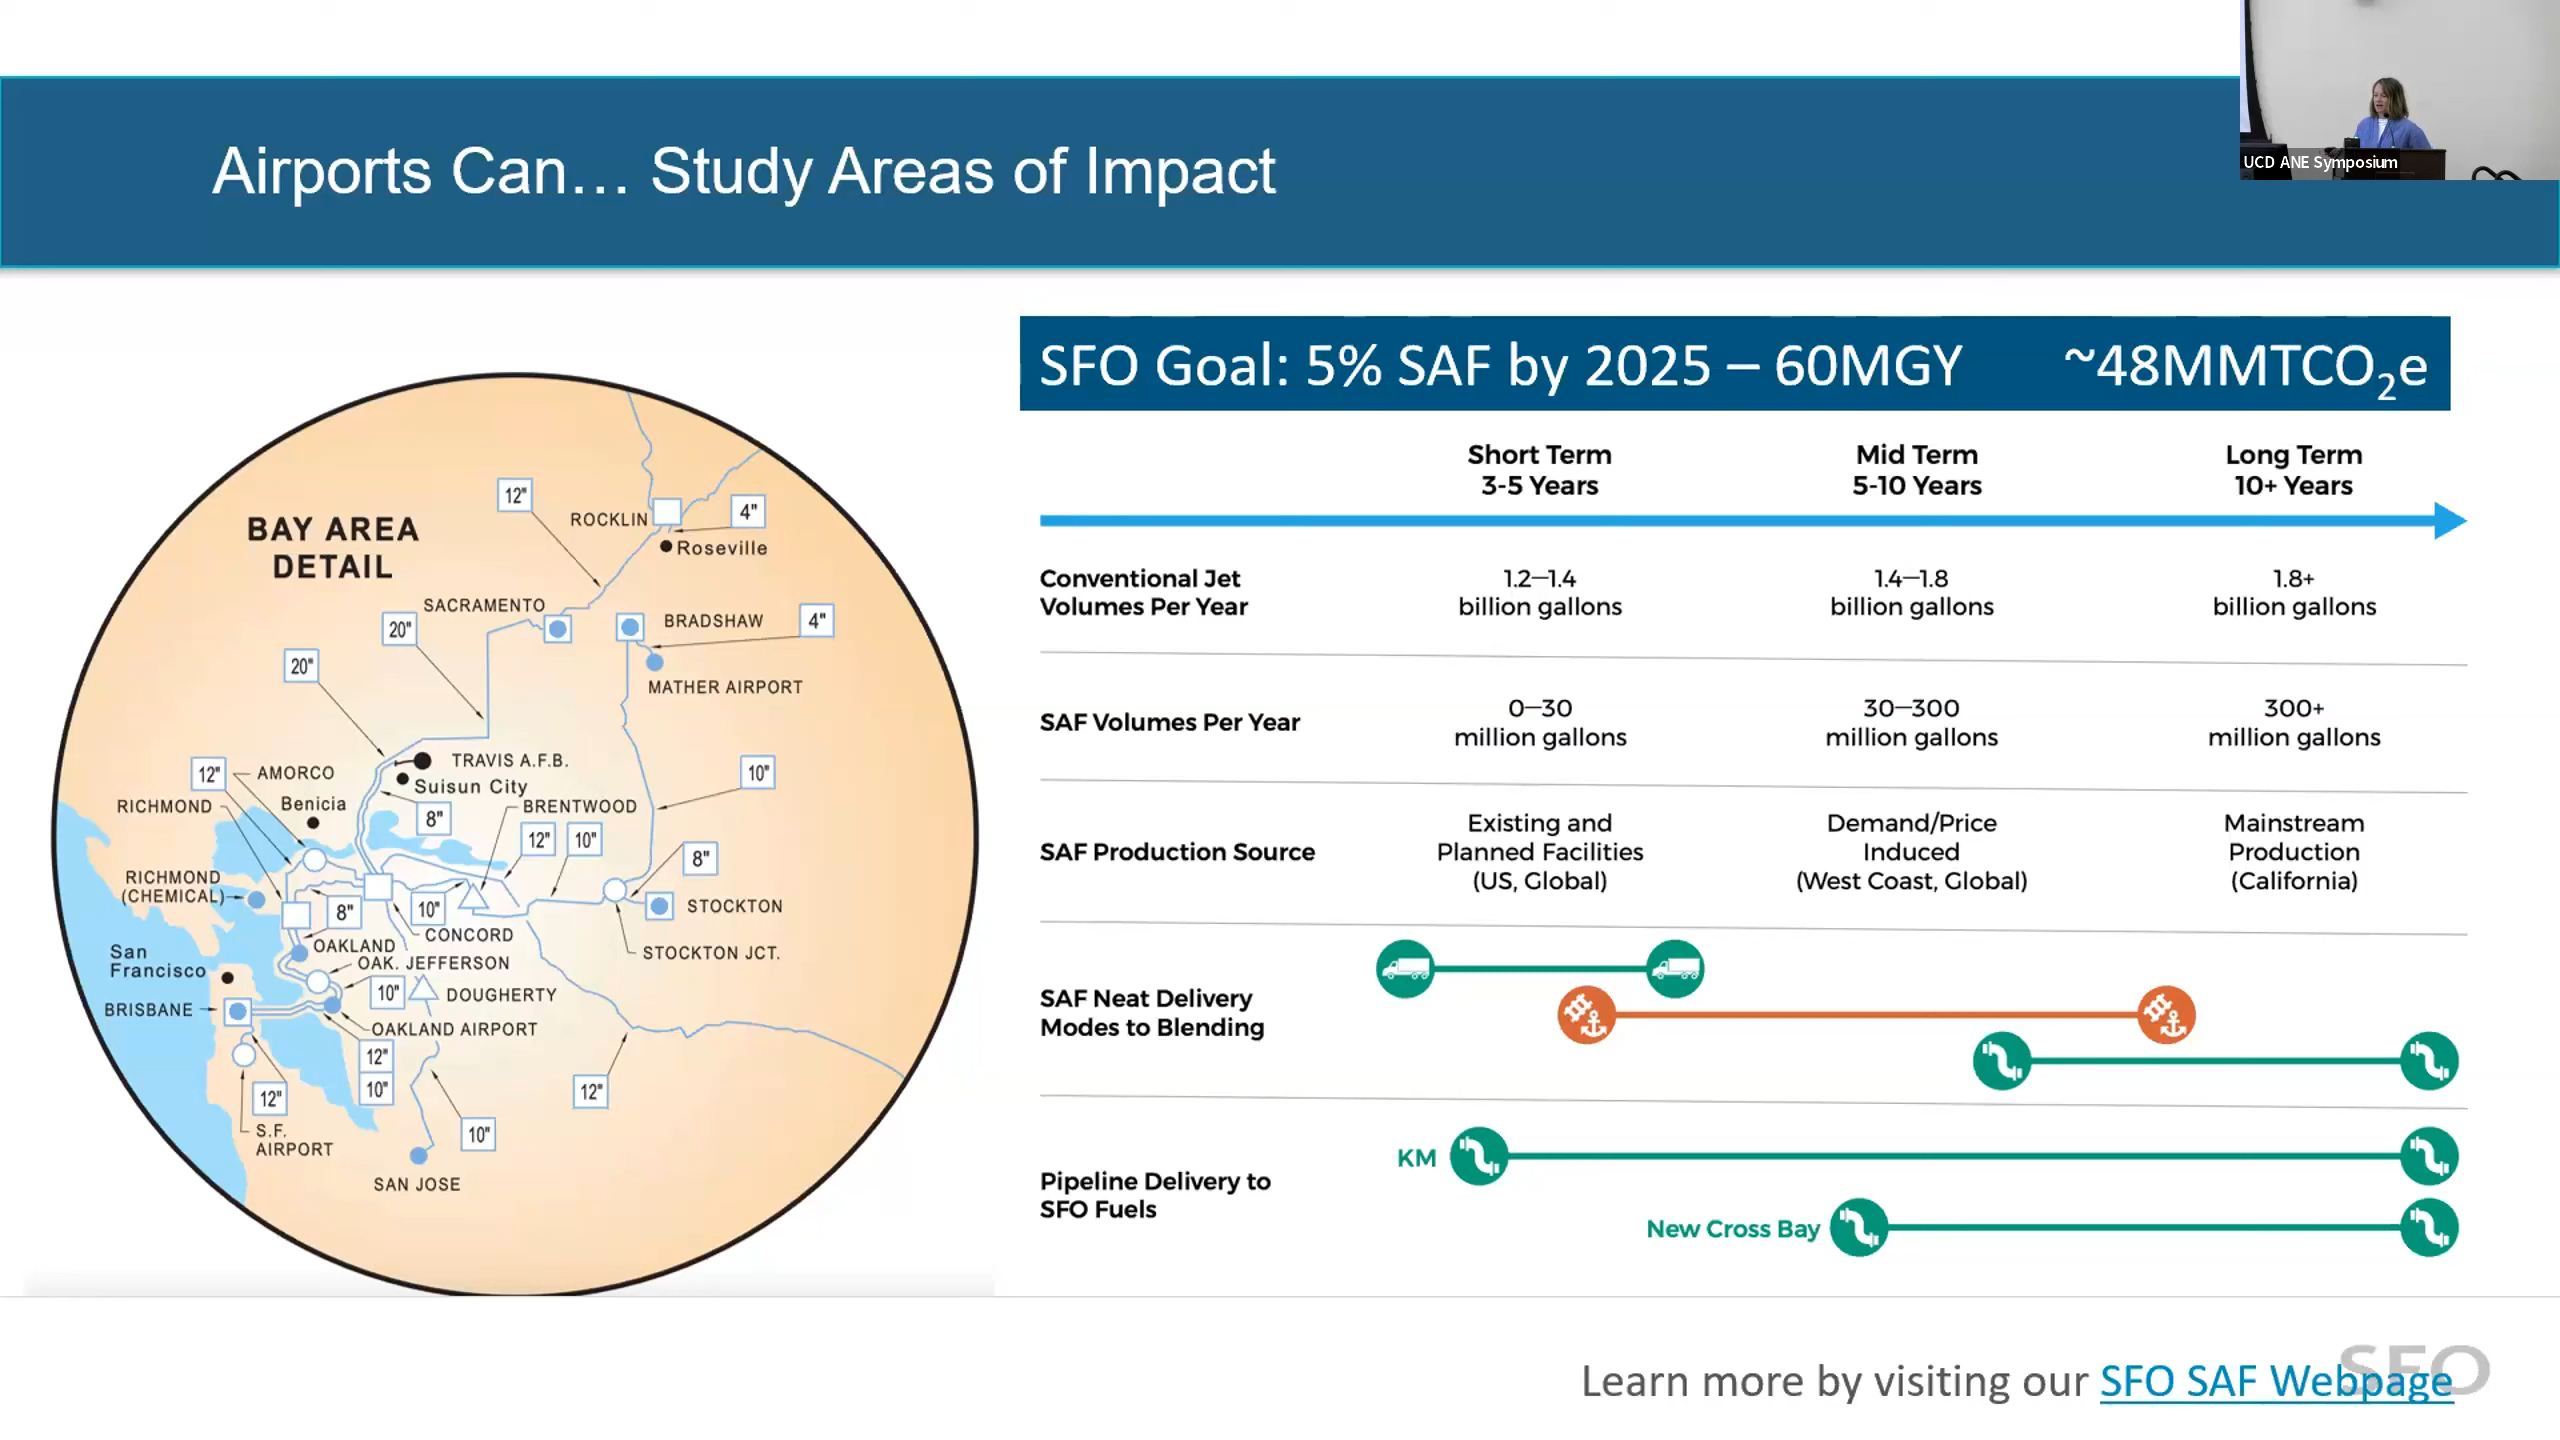 UCD ANE Symposium
Airports Can… Study Areas of Impact
BAY AREA
DETAIL
12"
ROCKLIN
4"
Roseville
SACRAMENTO
20"
BRADSHAW
4"
MATHER AIRPORT
20"
TRAVIS A.F.B.
Suisun City
12"
AMORCO
10"
RICHMOND
Benicia
8"
BRENTWOOD
12"
10"
8"
RICHMOND
(CHEMICAL)
8"
10"
STOCKTON
CONCORD
OAKLAND
STOCKTON JCT.
San
Francisco
OAK. JEFFERSON
10"
DOUGHERTY
BRISBANE
OAKLAND AIRPORT
12"
10"
12"
12"
S.F.
AIRPORT
10"
SAN JOSE
SFO Goal: 5% SAF by 2025 – 60MGY ~48MMTCO₂e
Short Term
3-5 Years
Mid Term
5-10 Years
Long Term
10+ Years
Conventional Jet
Volumes Per Year
1.2—1.4
billion gallons
1.4—1.8
billion gallons
1.8+
billion gallons
SAF Volumes Per Year
0—30
million gallons
30—300
million gallons
300+
million gallons
SAF Production Source
Existing and
Planned Facilities
(US, Global)
Demand/Price
Induced
(West Coast, Global)
Mainstream
Production
(California)
SAF Neat Delivery
Modes to Blending
Pipeline Delivery to
SFO Fuels
KM
New Cross Bay
Learn more by visiting our SFO SAF Webpage
SFO